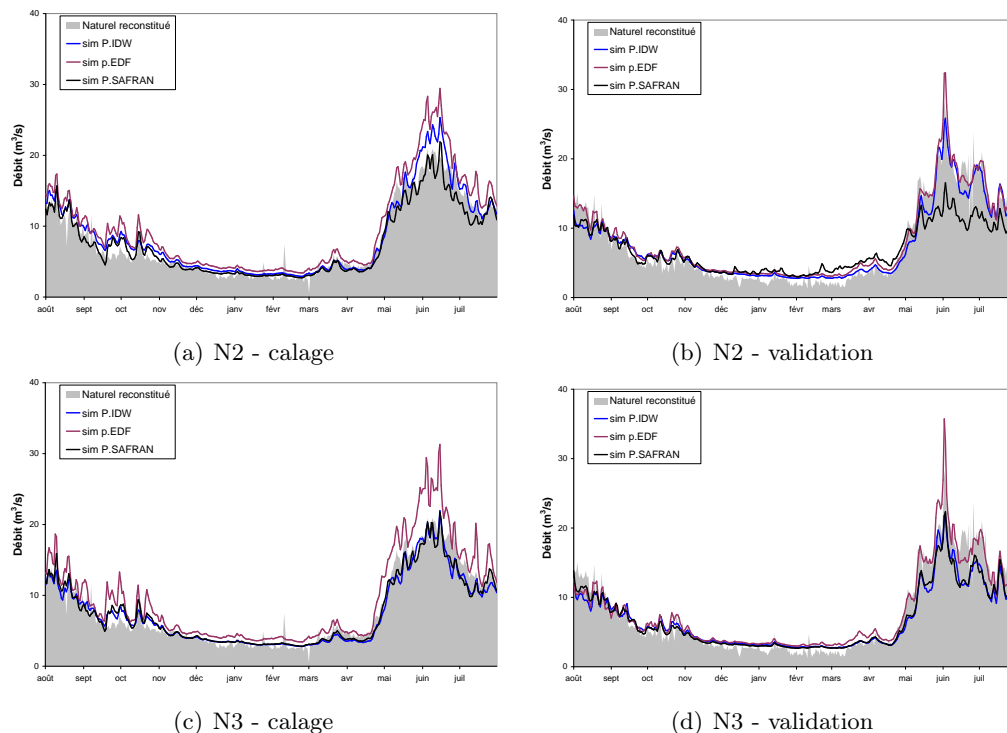 40
30
20
10
0
Débit (m³/s)
Naturel reconstitué
sim P.IDW
sim p.EDF
sim P.SAFRAN
août sept oct nov déc janv févr mars avr mai juin juil
(a) N2 - calage
40
30
20
10
0
Débit (m³/s)
Naturel reconstitué
sim P.IDW
sim p.EDF
sim P.SAFRAN
août sept oct nov déc janv févr mars avr mai juin juil
(b) N2 - validation
40
30
20
10
0
Débit (m³/s)
Naturel reconstitué
sim P.IDW
sim p.EDF
sim P.SAFRAN
août sept oct nov déc janv févr mars avr mai juin juil
(c) N3 - calage
40
30
20
10
0
Débit (m³/s)
Naturel reconstitué
sim P.IDW
sim p.EDF
sim P.SAFRAN
août sept oct nov déc janv févr mars avr mai juin juil
(d) N3 - validation